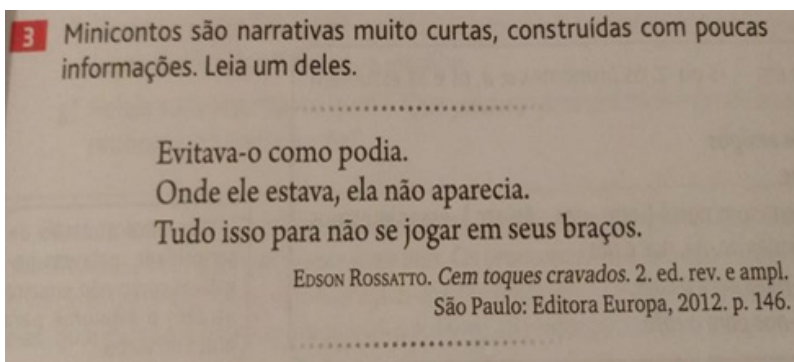 3 Minicontos são narrativas muito curtas, construídas com poucas
informações. Leia um deles.
Evitava-o como podia.
Onde ele estava, ela não aparecia.
Tudo isso para não se jogar em seus braços.
EDSON ROSSATTO. Cem toques cravados. 2. ed. rev. e ampl.
São Paulo: Editora Europa, 2012. p. 146.